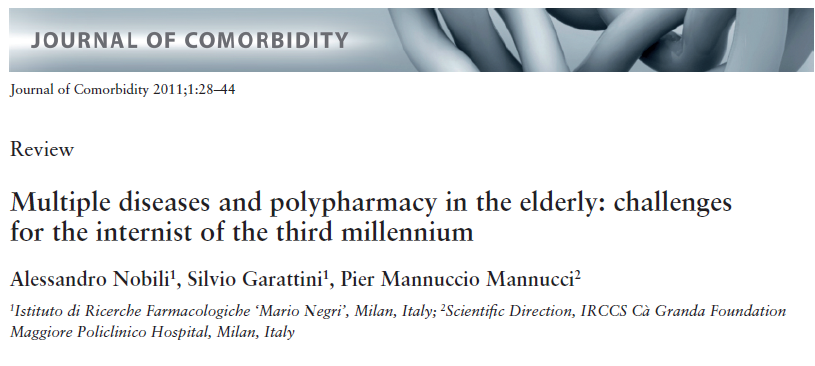 JOURNAL OF COMORBIDITY
Journal of Comorbidity 2011;1:28–44
Review
Multiple diseases and polypharmacy in the elderly: challenges
for the internist of the third millennium
Alessandro Nobili¹, Silvio Garattini¹, Pier Mannuccio Mannucci²
¹Istituto di Ricerche Farmacologiche ‘Mario Negri’, Milan, Italy; ²Scientific Direction, IRCCS Cà Granda Foundation
Maggiore Policlinico Hospital, Milan, Italy